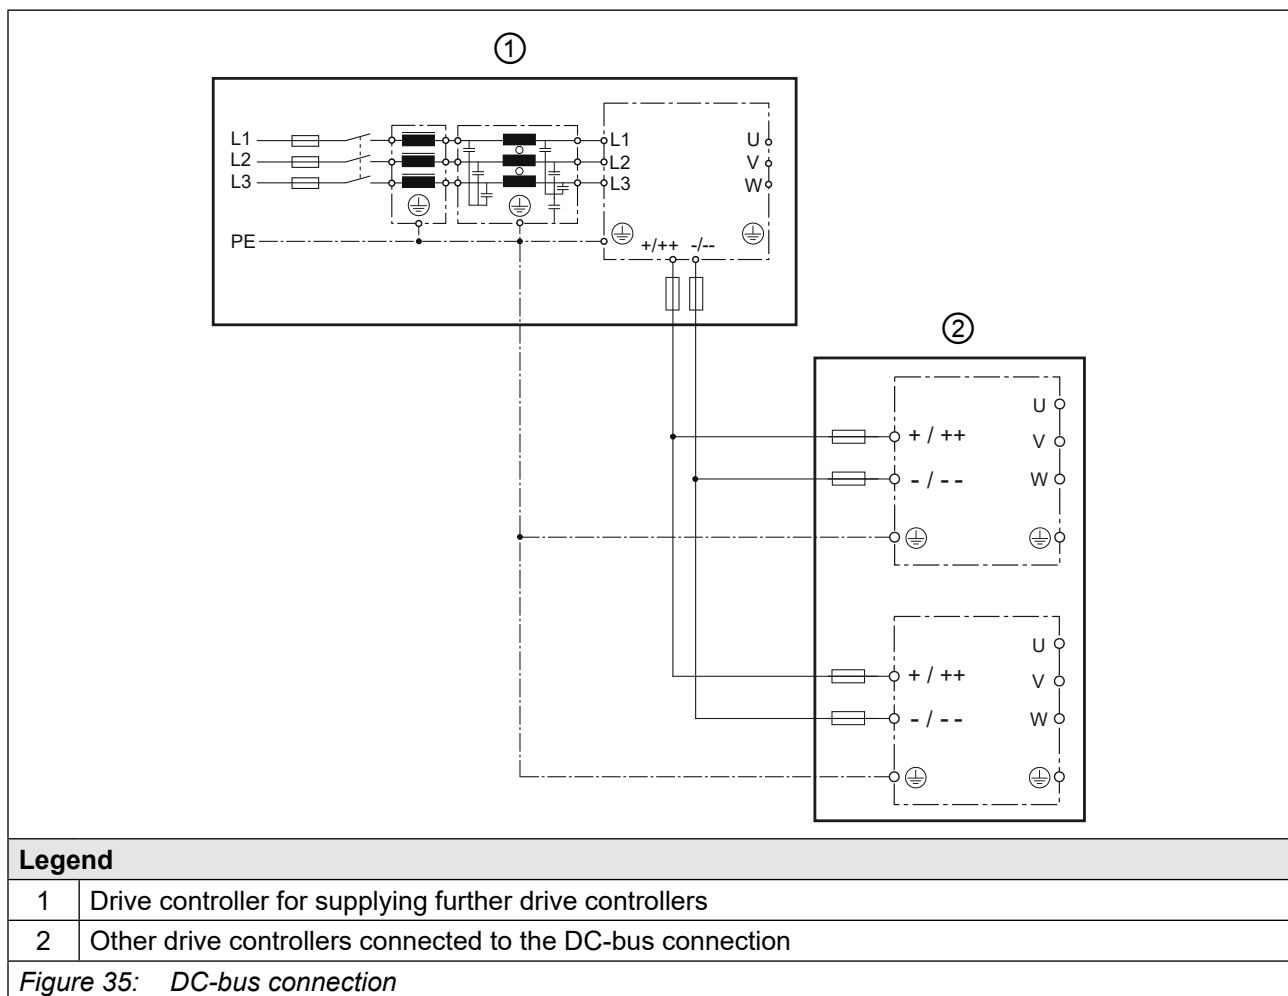 ①
L1
L2
L3
PE
L1
L2
L3
U
V
W
+/++ -/--
②
U
+ / ++ V
- / -- W
U
+ / ++ V
- / -- W
Legend
1 Drive controller for supplying further drive controllers
2 Other drive controllers connected to the DC-bus connection
Figure 35: DC-bus connection